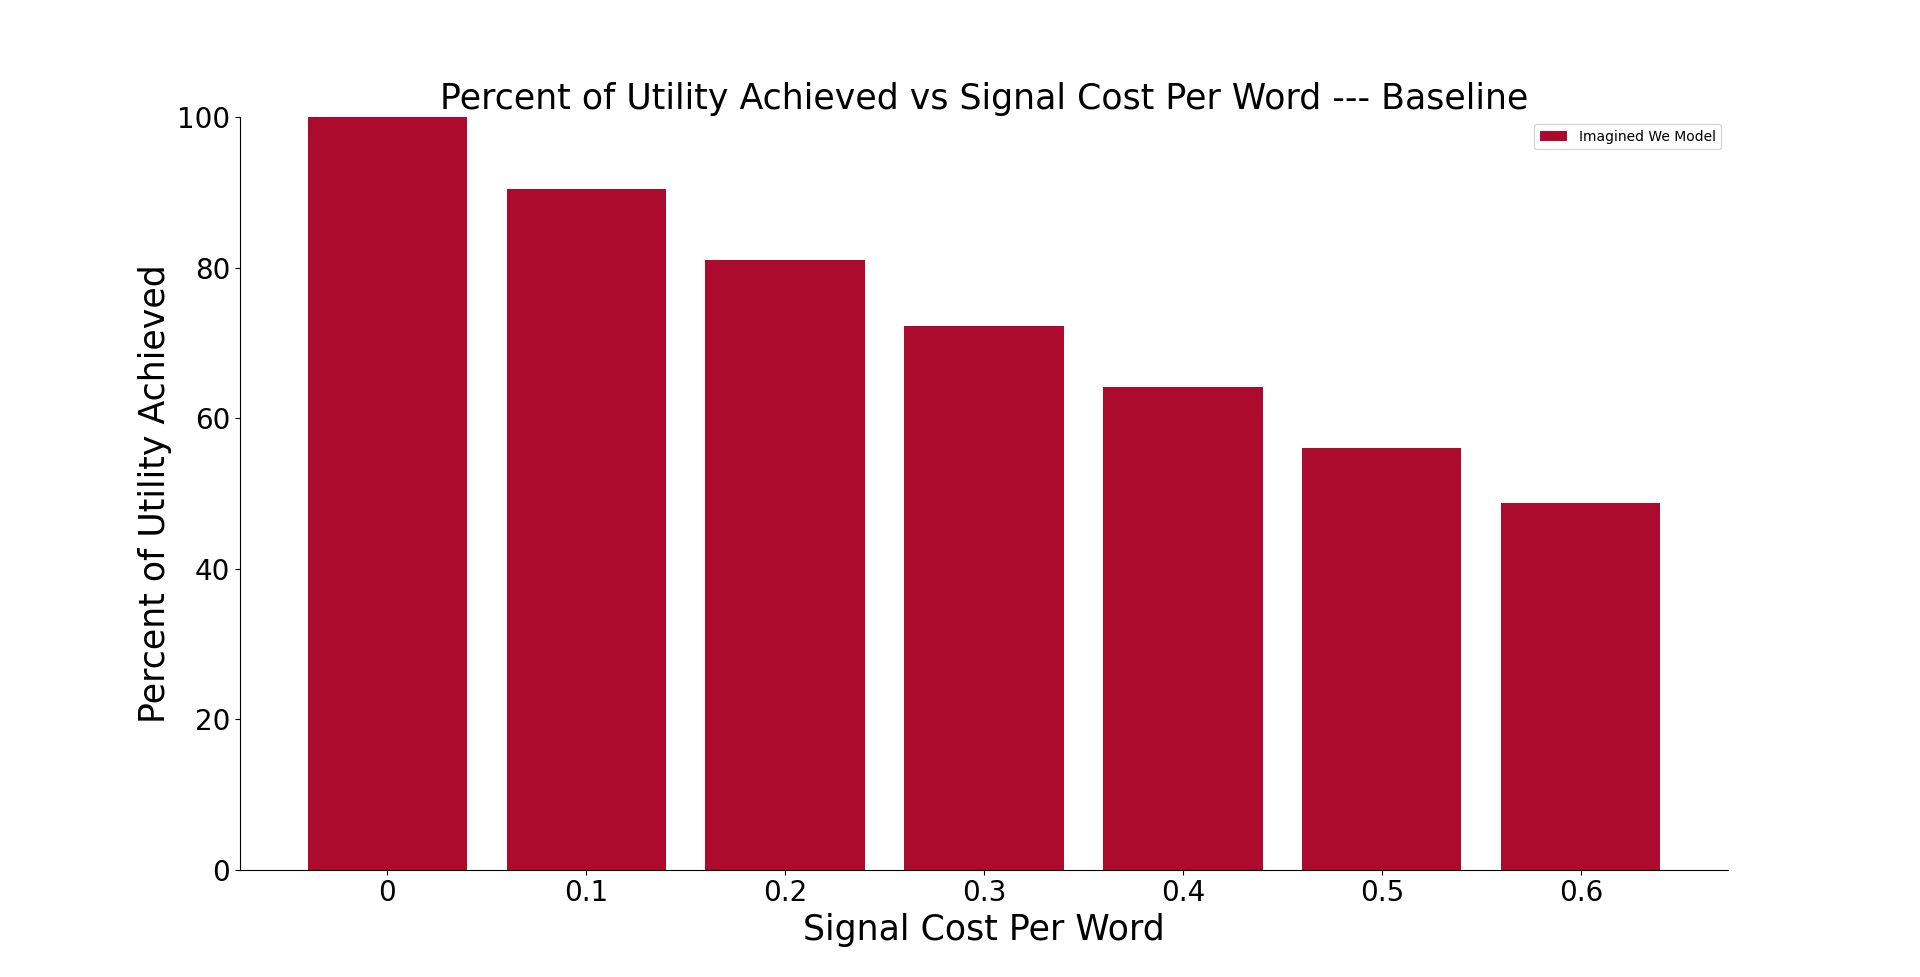 Percent of Utility Achieved vs Signal Cost Per Word --- Baseline
Imagined We Model
Percent of Utility Achieved
100
80
60
40
20
0
0 0.1 0.2 0.3 0.4 0.5 0.6
Signal Cost Per Word